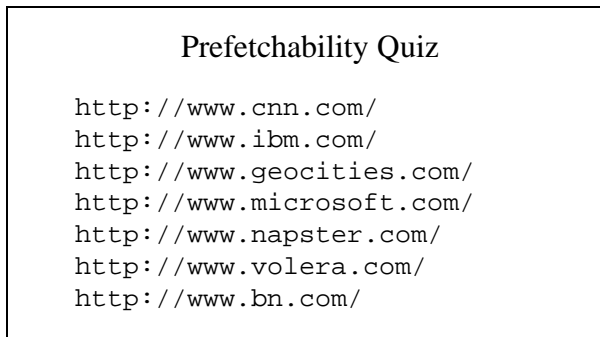 Prefetchability Quiz
http://www.cnn.com/
http://www.ibm.com/
http://www.geocities.com/
http://www.microsoft.com/
http://www.napster.com/
http://www.volera.com/
http://www.bn.com/